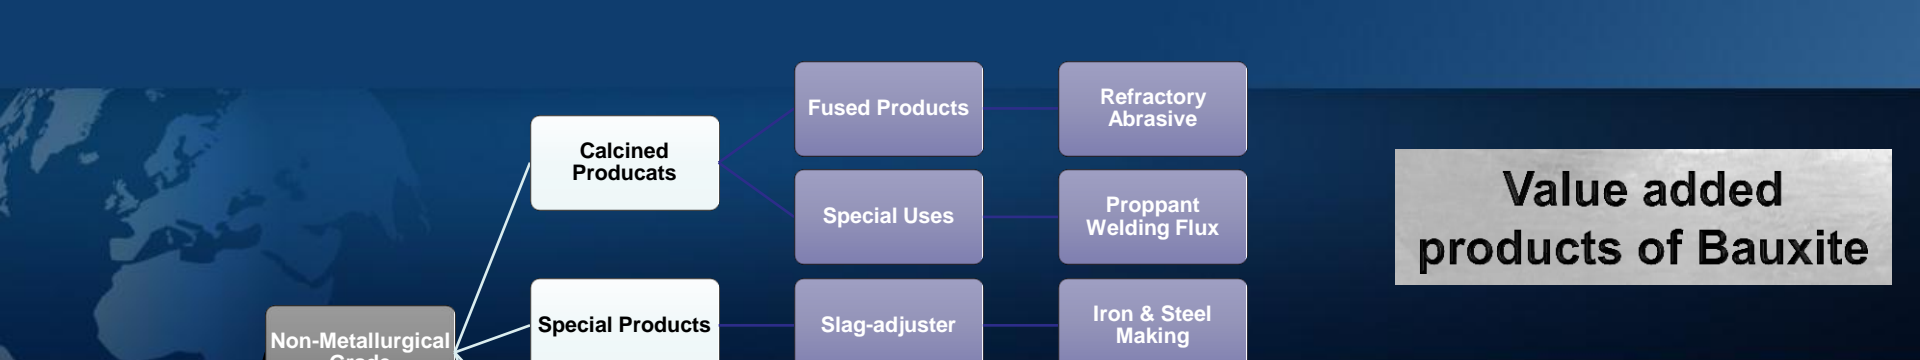 Fused Products
Refractory
Abrasive
Calcined
Producats
Special Uses
Proppant
Welding Flux
Value added
products of Bauxite
Special Products
Slag-adjuster
Iron & Steel
Making
Non-Metallurgical
Grade